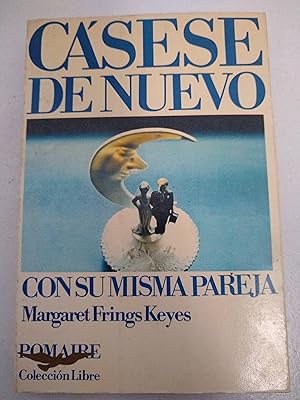 CÁSESE
DE NUEVO
CON SU MISMA PAREJA
Margaret Frings Keyes
POMAIRE
Colección Libre